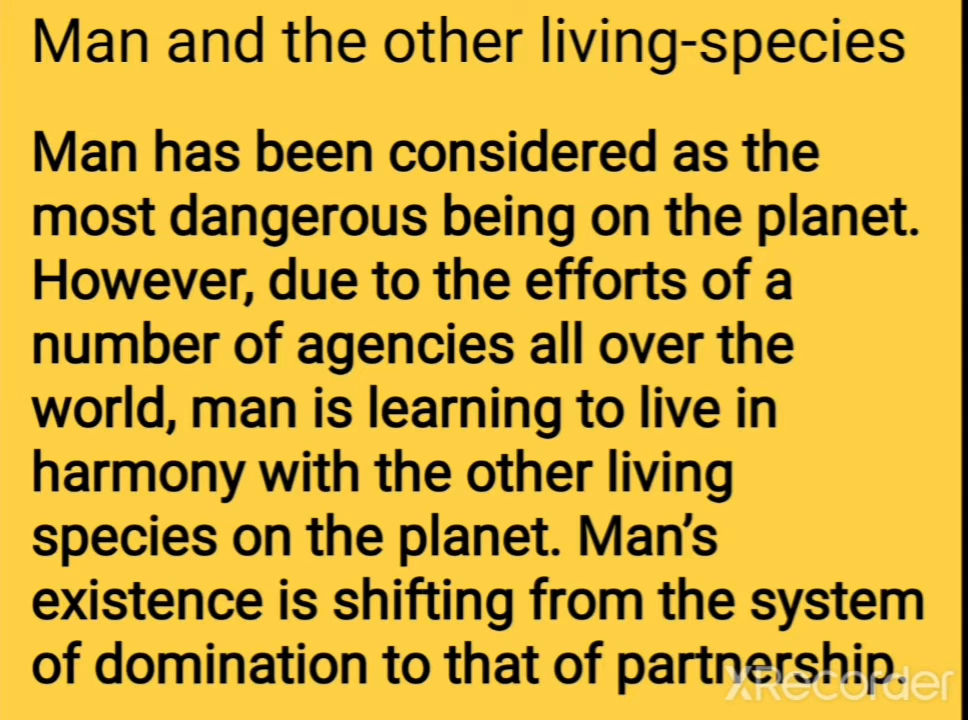 Man and the other living-species
Man has been considered as the
most dangerous being on the planet.
However, due to the efforts of a
number of agencies all over the
world, man is learning to live in
harmony with the other living
species on the planet. Man’s
existence is shifting from the system
of domination to that of partnership.
XRecorder